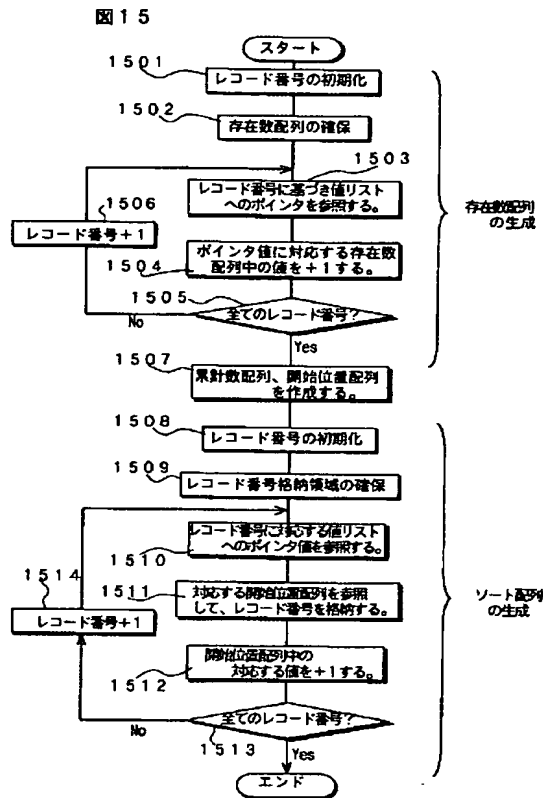 図15
スタート
1501
レコード番号の初期化
1502
存在数配列の確保
1503
レコード番号に基づき値リスト
へのポインタを参照する。
1506
レコード番号+1
1504
ポインタ値に対応する存在数
配列中の値を+1する。
1505
全てのレコード番号?
No
Yes
存在数配列
の生成
1507
累計数配列、開始位置配列
を作成する。
1508
レコード番号の初期化
1509
レコード番号格納領域の確保
レコード番号に対応する値リスト
へのポインタ値を参照する。
1510
1514
レコード番号+1
1511
対応する開始位置配列を参照
して、レコード番号を格納する。
開始位置配列中の
対応する値を+1する。
1512
全てのレコード番号?
No
1513
Yes
エンド
ソート配列
の生成